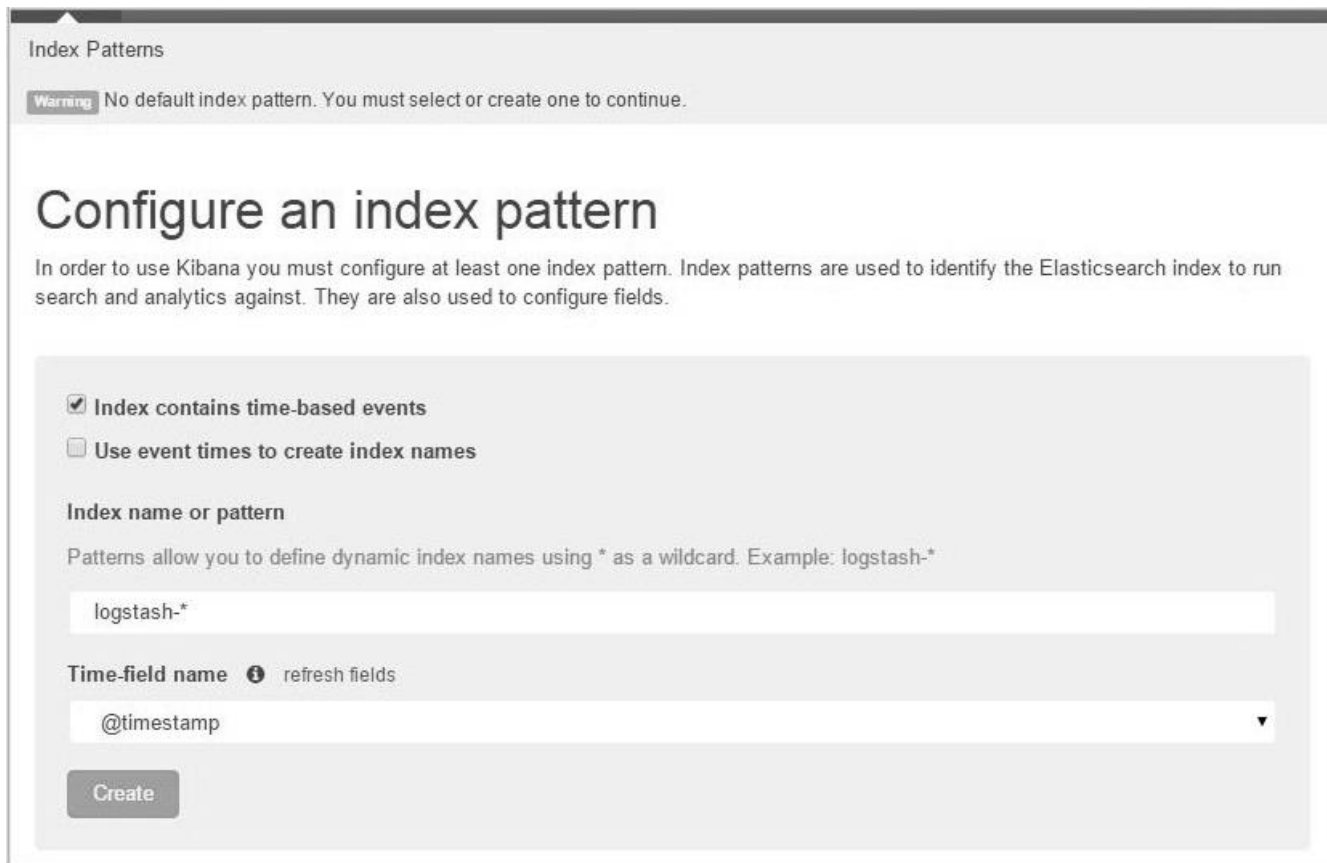 Index Patterns
Warning No default index pattern. You must select or create one to continue.
Configure an index pattern
In order to use Kibana you must configure at least one index pattern. Index patterns are used to identify the Elasticsearch index to run
search and analytics against. They are also used to configure fields.
Index contains time-based events
Use event times to create index names
Index name or pattern
Patterns allow you to define dynamic index names using * as a wildcard. Example: logstash-*
logstash-*
Time-field name refresh fields
@timestamp
Create